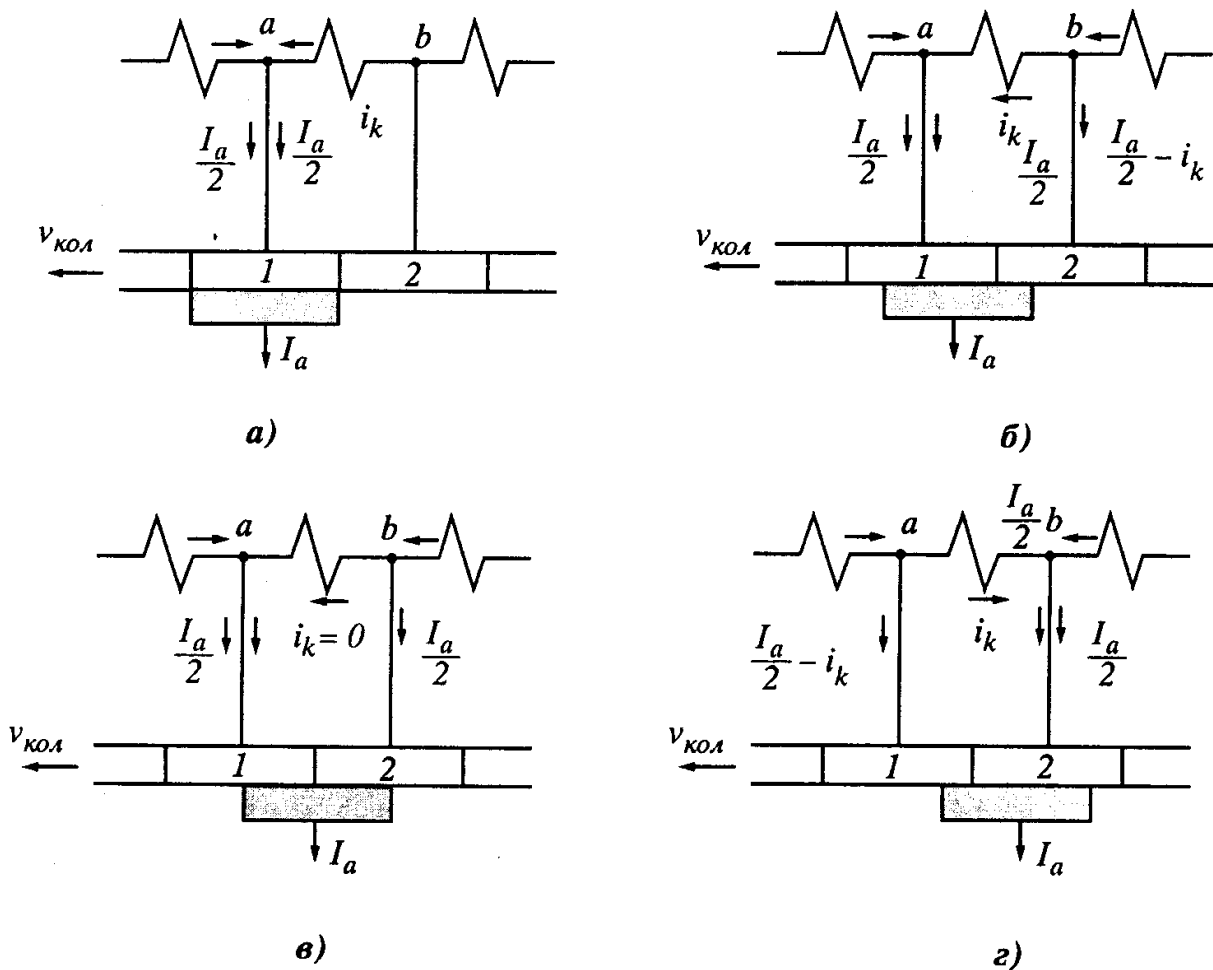 a b
i_k
I_a/2 I_a/2
v_кол
1 2
I_a
а)
a b
i_k
I_a/2 I_a/2 I_a/2 – i_k
v_кол
1 2
I_a
б)
a b
I_a/2 i_k = 0 I_a/2
v_кол
1 2
I_a
в)
a I_a/2 b
I_a/2 – i_k i_k I_a/2
v_кол
1 2
I_a
г)